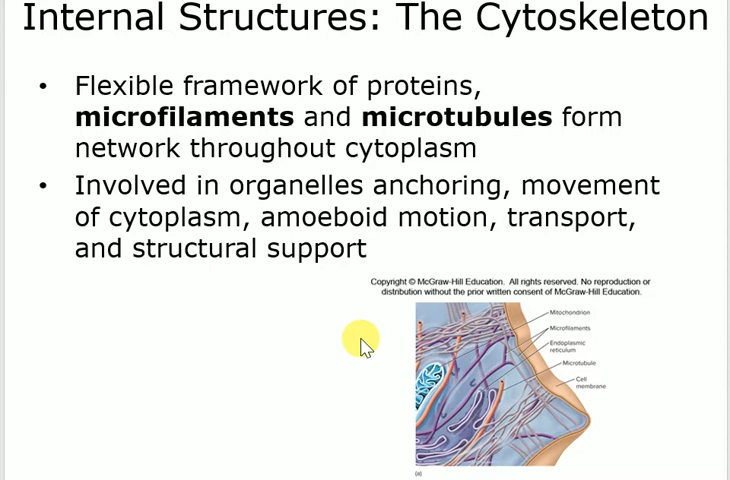 Internal Structures: The Cytoskeleton
• Flexible framework of proteins,
microfilaments and microtubules form
network throughout cytoplasm
• Involved in organelles anchoring, movement
of cytoplasm, amoeboid motion, transport,
and structural support
Copyright © McGraw-Hill Education. All rights reserved. No reproduction or
distribution without the prior written consent of McGraw-Hill Education.
Mitochondrion
Microfilaments
Endoplasmic
reticulum
Microtubule
Cell
membrane
(a)